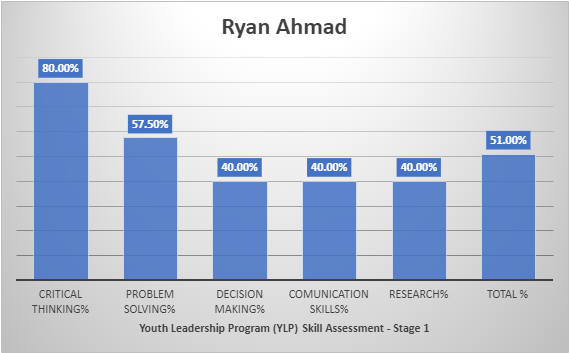 Ryan Ahmad
80.00%
57.50%
40.00%
40.00%
40.00%
51.00%
CRITICAL
THINKING%
PROBLEM
SOLVING%
DECISION
MAKING%
COMUNICATION
SKILLS%
RESEARCH%
TOTAL %
Youth Leadership Program (YLP) Skill Assessment - Stage 1